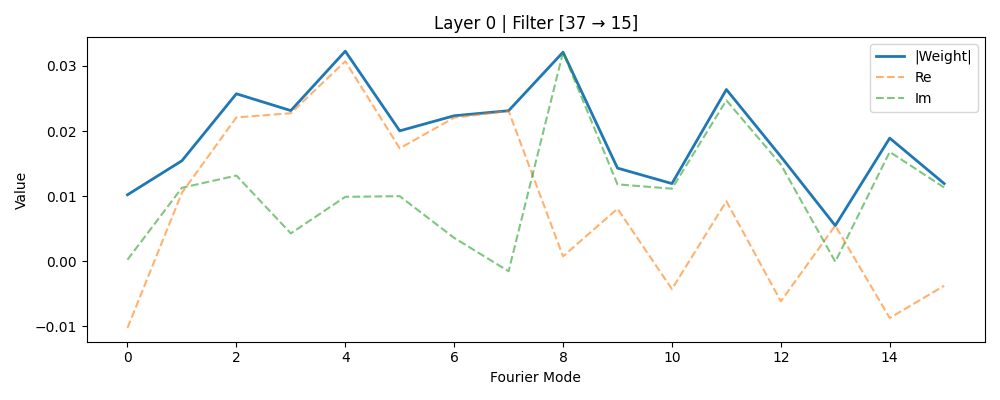 Layer 0 | Filter [37 → 15]
Value
0.03
0.02
0.01
0.00
−0.01
|Weight|
Re
Im
0 2 4 6 8 10 12 14
Fourier Mode